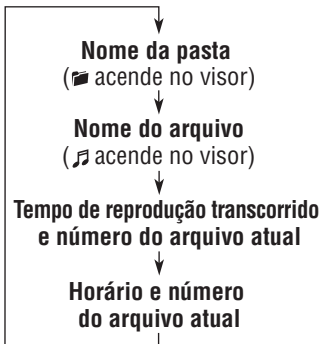 Nome da pasta
( acende no visor)
Nome do arquivo
( acende no visor)
Tempo de reprodução transcorrido
e número do arquivo atual
Horário e número
do arquivo atual